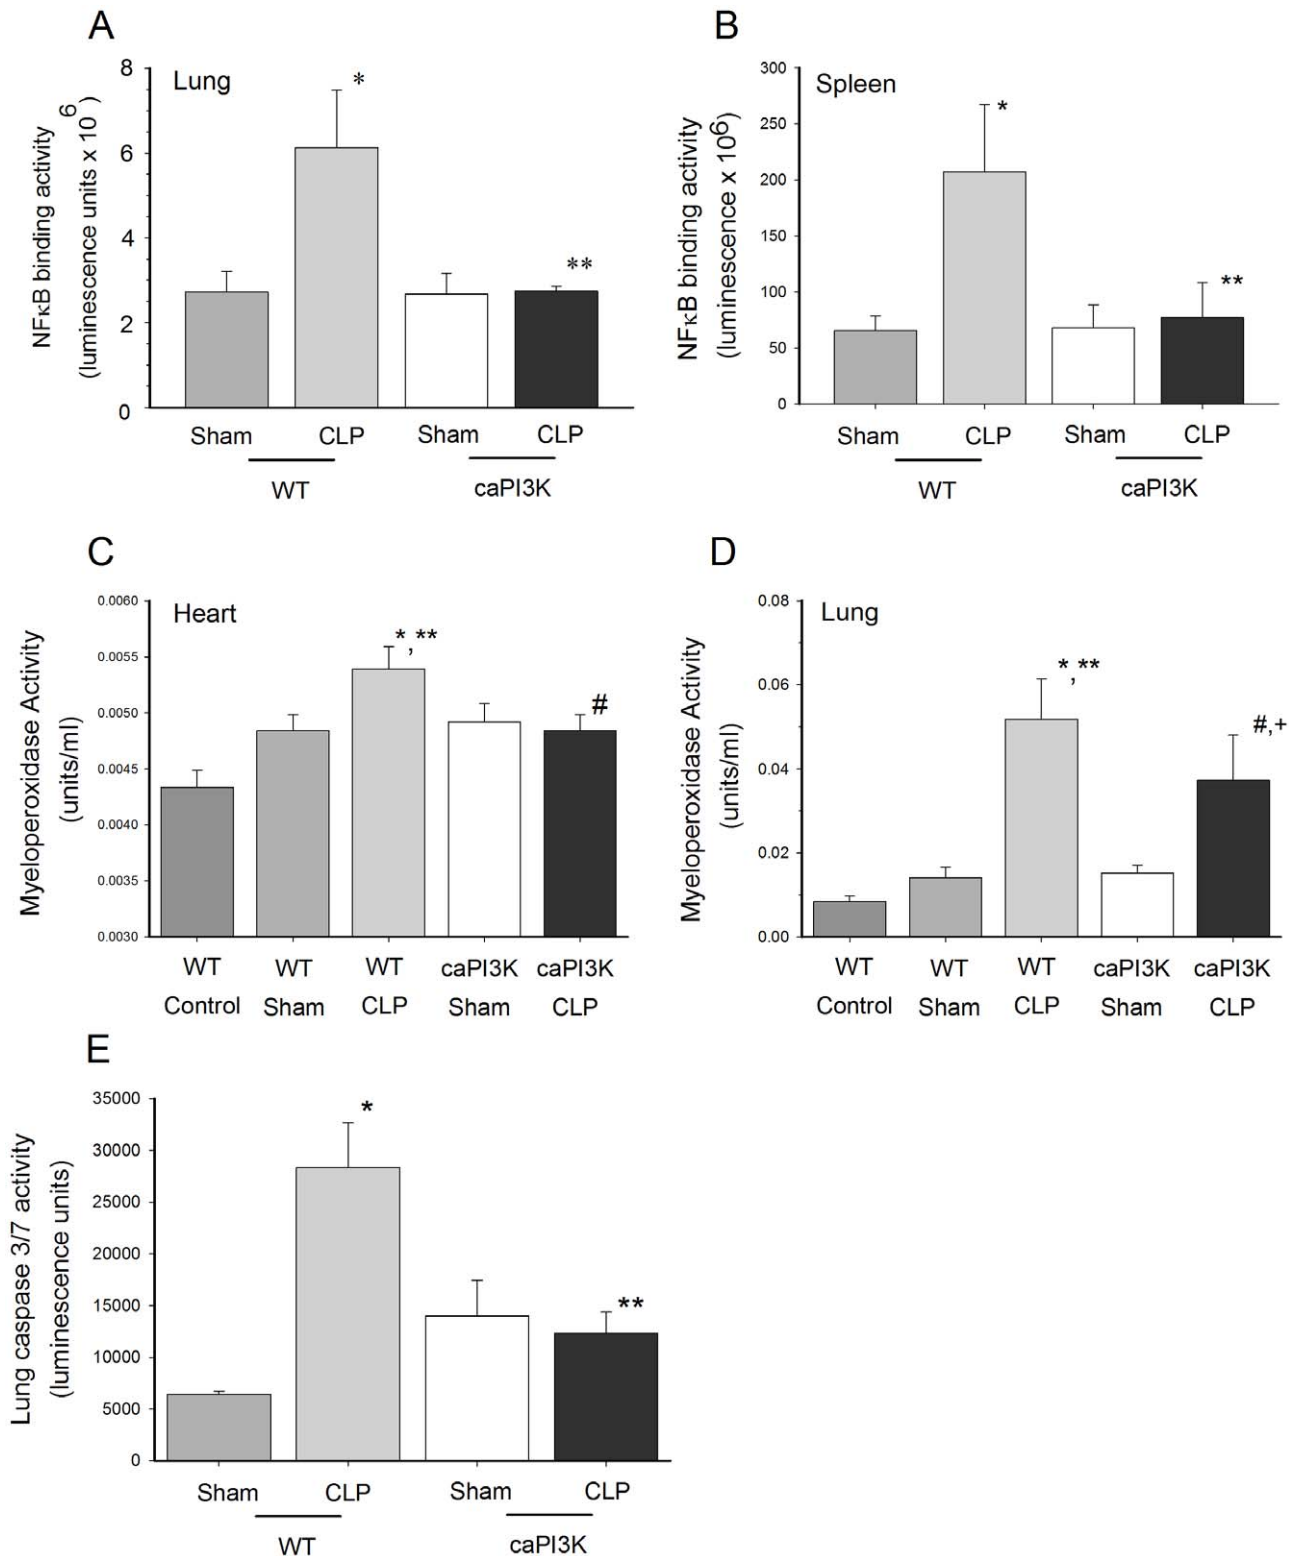 A
Lung
NFκB binding activity
(luminescence units x 10 6)
8
6
4
2
0
*
**
Sham CLP Sham CLP
WT caPI3K
B
Spleen
NFκB binding activity
(luminescence x 10 6)
300
250
200
150
100
50
0
*
**
Sham CLP Sham CLP
WT caPI3K
C
Heart
Myeloperoxidase Activity
(units/ml)
0.0060
0.0055
0.0050
0.0045
0.0040
0.0035
0.0030
*,**
#
WT WT WT caPI3K caPI3K
Control Sham CLP Sham CLP
D
Lung
Myeloperoxidase Activity
(units/ml)
0.08
0.06
0.04
0.02
0.00
*,**
#,+
WT WT WT caPI3K caPI3K
Control Sham CLP Sham CLP
E
Lung caspase 3/7 activity
(luminescence units)
35000
30000
25000
20000
15000
10000
5000
0
*
**
Sham CLP Sham CLP
WT caPI3K